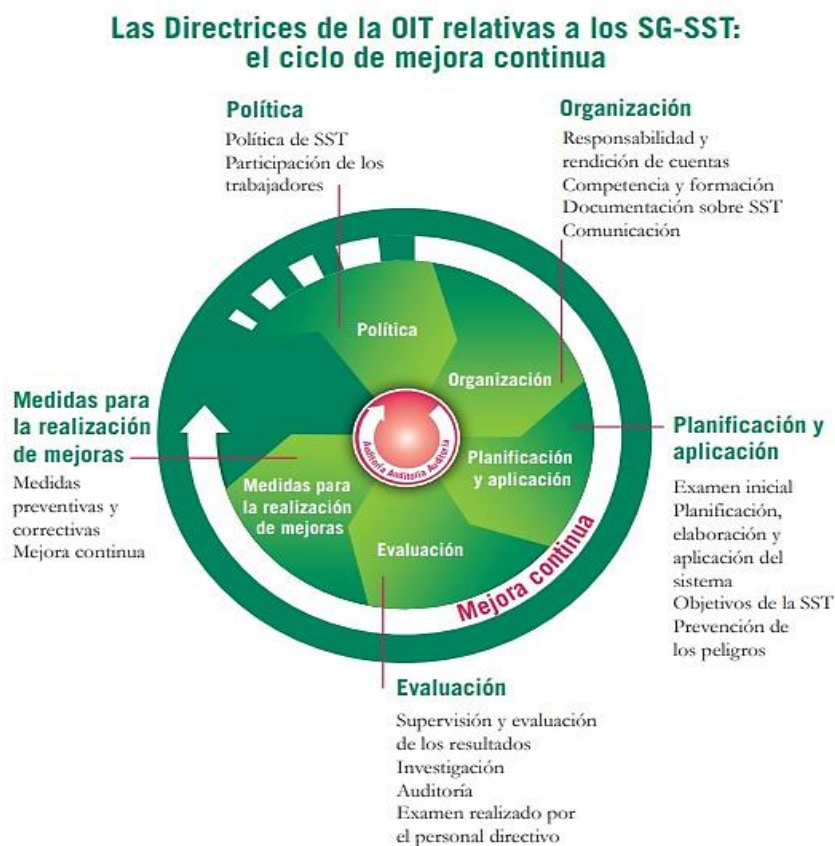 Las Directrices de la OIT relativas a los SG-SST:
el ciclo de mejora continua
Política
Política de SST
Participación de los
trabajadores
Organización
Responsabilidad y
rendición de cuentas
Competencia y formación
Documentación sobre SST
Comunicación
Política
Organización
Planificación
y aplicación
Evaluación
Medidas para
la realización
de mejoras
Auditoría Auditoría Auditoría
Mejora continua
Medidas para
la realización
de mejoras
Medidas
preventivas y
correctivas
Mejora continua
Planificación y
aplicación
Examen inicial
Planificación,
elaboración y
aplicación del
sistema
Objetivos de la SST
Prevención de
los peligros
Evaluación
Supervisión y evaluación
de los resultados
Investigación
Auditoría
Examen realizado por
el personal directivo